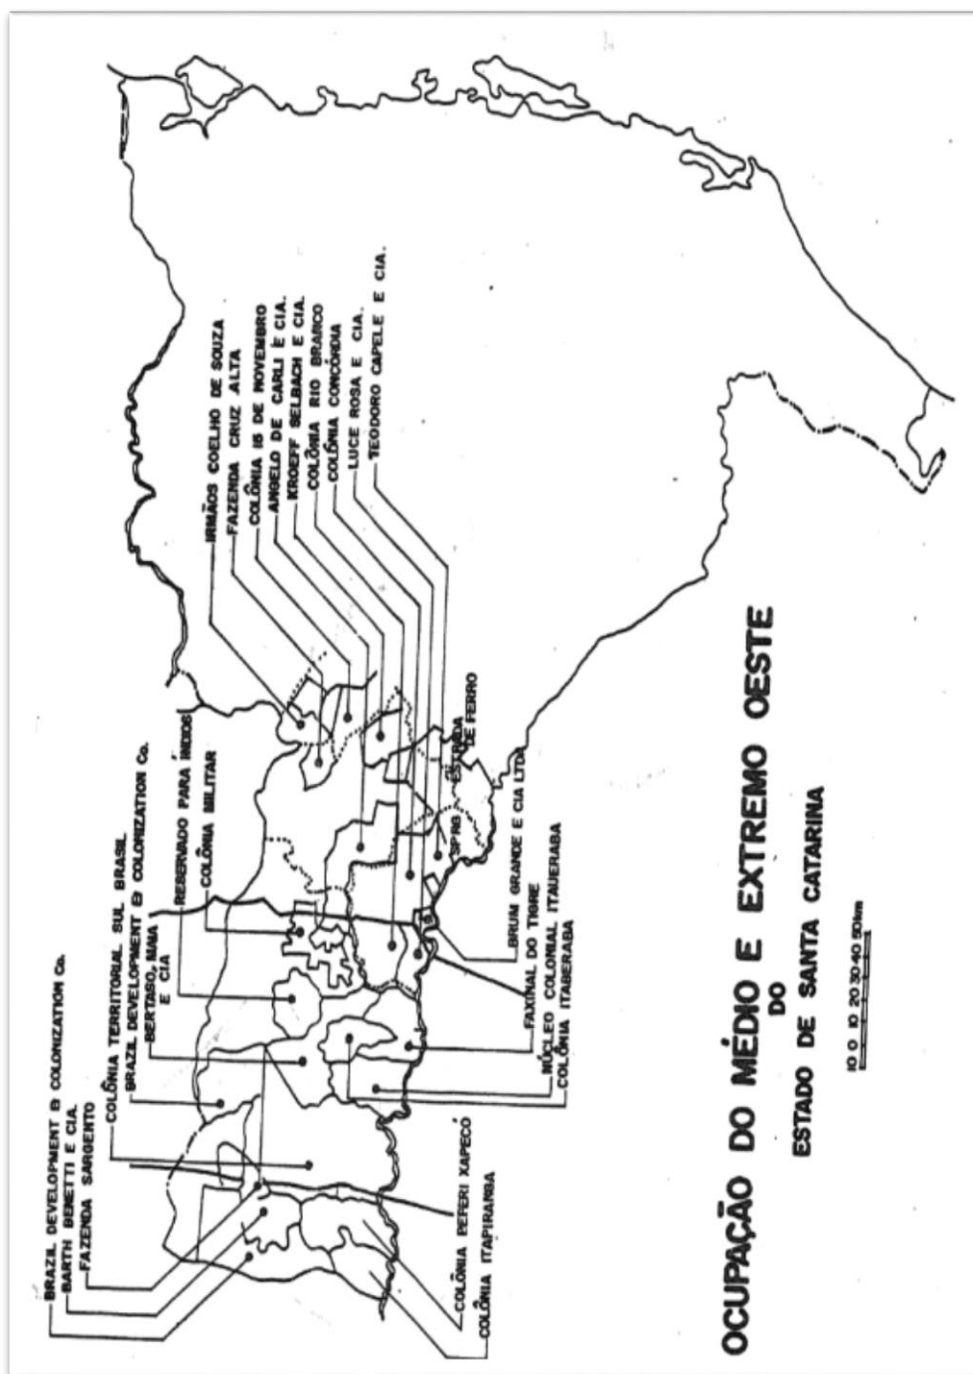 BRAZIL DEVELOPMENT & COLONIZATION Co.
BARTH BENETTI E CIA.
FAZENDA SARGENTO
COLÔNIA TERRITORIAL SUL BRASIL
BRAZIL DEVELOPMENT & COLONIZATION Co.
BERTASO, MAIA
E CIA
RESERVADO PARA ÍNDIOS
COLÔNIA MILITAR
IRMÃOS COELHO DE SOUZA
FAZENDA CRUZ ALTA
COLÔNIA 15 DE NOVEMBRO
ANGELO DE CARLI E CIA.
KROEFF SELBACH E CIA.
COLÔNIA RIO BRANCO
COLÔNIA CONCÓRDIA
LUCE ROSA E CIA.
TEODORO CAPELE E CIA.
SP RG
ESTRADA
DE FERRO
BRUM GRANDE E CIA LTDA
FAXINAL DO TIGRE
NÚCLEO COLONIAL ITAUERABA
COLÔNIA ITABERABA
COLÔNIA PEPERI XAPECÓ
COLÔNIA ITAPIRANGA
OCUPAÇÃO DO MÉDIO E EXTREMO OESTE
DO
ESTADO DE SANTA CATARINA
10 0 10 20 30 40 50km